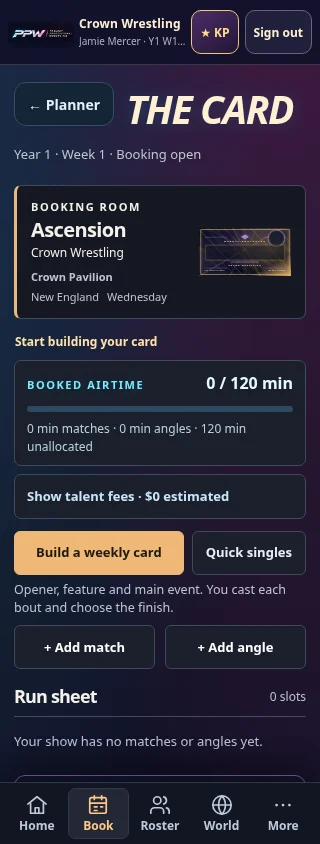 PPW
Crown Wrestling
Jamie Mercer · Y1 W1...
★ KP
Sign out
← Planner
THE CARD
Year 1 · Week 1 · Booking open
BOOKING ROOM
Ascension
Crown Wrestling
Crown Pavilion
New England Wednesday
Start building your card
BOOKED AIRTIME
0 / 120 min
0 min matches · 0 min angles · 120 min
unallocated
Show talent fees · $0 estimated
Build a weekly card
Quick singles
Opener, feature and main event. You cast each
bout and choose the finish.
+ Add match
+ Add angle
Run sheet
0 slots
Your show has no matches or angles yet.
Home
Book
Roster
World
More